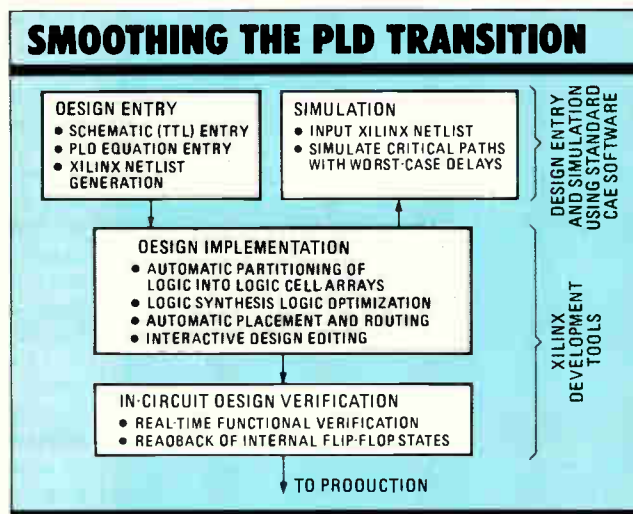 SMOOTHING THE PLD TRANSITION
DESIGN ENTRY
• SCHEMATIC (TTL) ENTRY
• PLD EQUATION ENTRY
• XILINX NETLIST
GENERATION
SIMULATION
• INPUT XILINX NETLIST
• SIMULATE CRITICAL PATHS
WITH WORST-CASE DELAYS
DESIGN ENTRY
AND SIMULATION
USING STANDARD
CAE SOFTWARE
DESIGN IMPLEMENTATION
• AUTOMATIC PARTITIONING OF
LOGIC INTO LOGIC CELL ARRAYS
• LOGIC SYNTHESIS LOGIC OPTIMIZATION
• AUTOMATIC PLACEMENT AND ROUTING
• INTERACTIVE DESIGN EDITING
XILINX
DEVELOPMENT
TOOLS
IN-CIRCUIT DESIGN VERIFICATION
• REAL-TIME FUNCTIONAL VERIFICATION
• READBACK OF INTERNAL FLIP-FLOP STATES
TO PRODUCTION